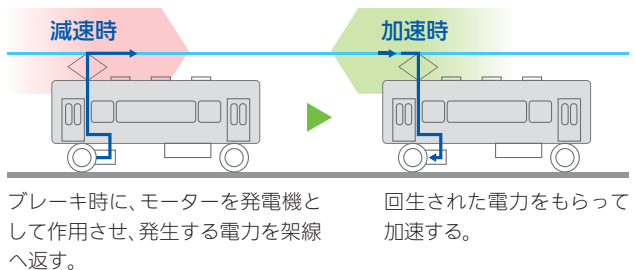 減速時
加速時
ブレーキ時に、モーターを発電機と
して作用させ、発生する電力を架線
へ返す。
回生された電力をもらって
加速する。